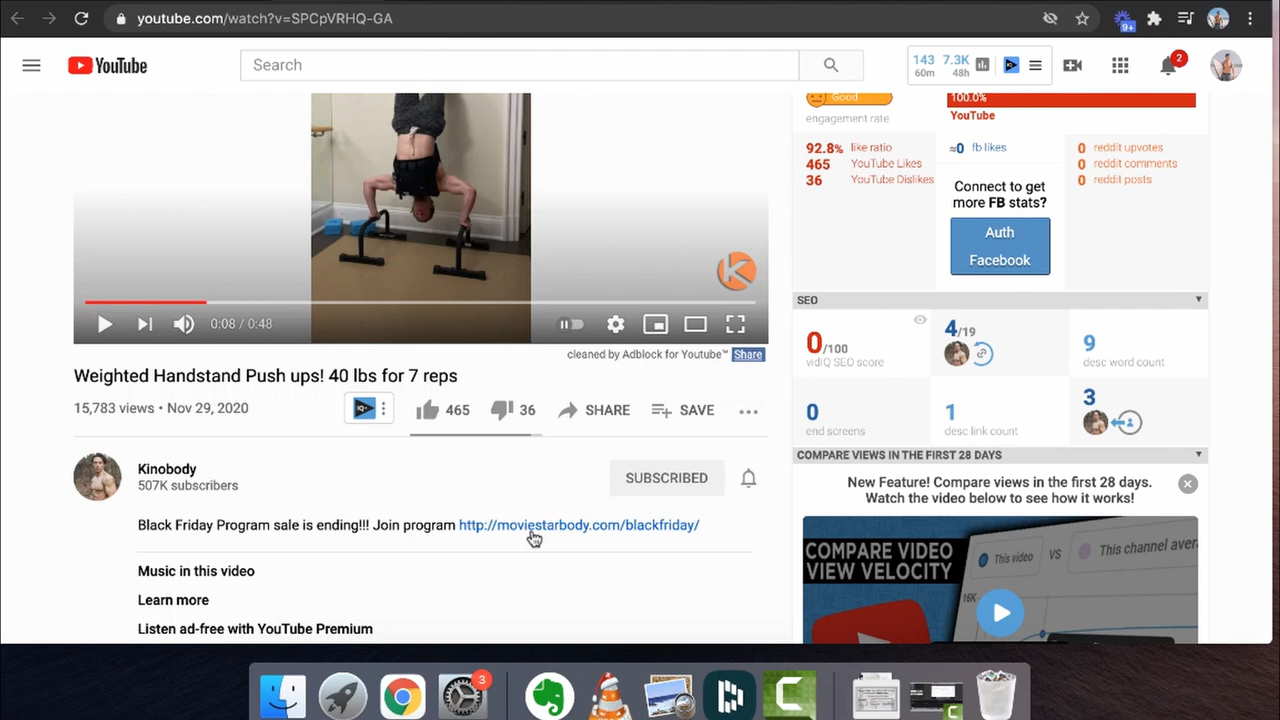 youtube.com/watch?v=SPCpVRHQ-GA
9+
YouTube
Search
143 7.3K
60m 48h
2
Good
engagement rate
100.0%
YouTube
92.8% like ratio
465 YouTube Likes
36 YouTube Dislikes
≈0 fb likes
Connect to get
more FB stats?
Auth
Facebook
0 reddit upvotes
0 reddit comments
0 reddit posts
K
0:08 / 0:48
cleaned by Adblock for Youtube™ Share
Weighted Handstand Push ups! 40 lbs for 7 reps
15,783 views • Nov 29, 2020
465 36 SHARE SAVE
Kinobody
507K subscribers
SUBSCRIBED
Black Friday Program sale is ending!!! Join program http://moviestarbody.com/blackfriday/
Music in this video
Learn more
Listen ad-free with YouTube Premium
SEO
0/100
vidIQ SEO score
4/19
9
desc word count
0
end screens
1
desc link count
3
COMPARE VIEWS IN THE FIRST 28 DAYS
New Feature! Compare views in the first 28 days.
Watch the video below to see how it works!
COMPARE VIDEO
VIEW VELOCITY
This video VS This channel avera
16K
3
C
C